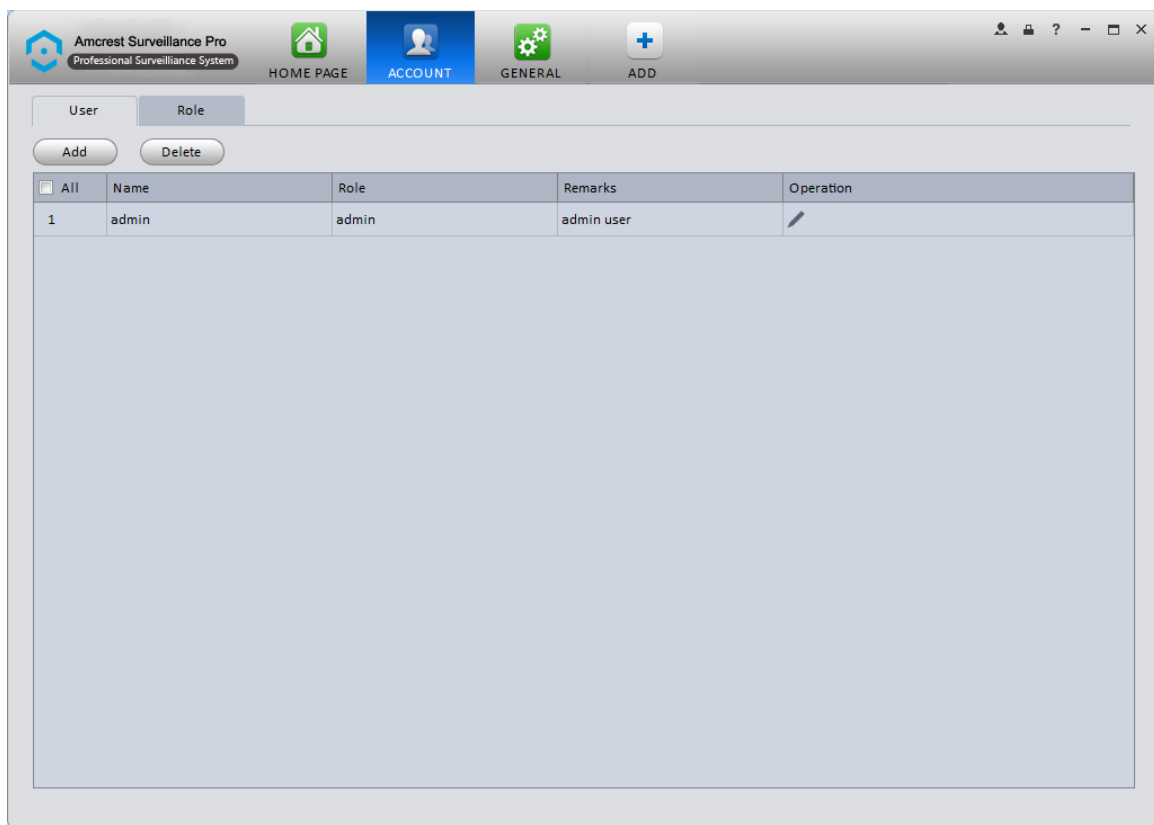 Amcrest Surveillance Pro
Professional Surveilliance System
HOME PAGE
ACCOUNT
GENERAL
ADD
?
User
Role
Add
Delete
All Name Role Remarks Operation
1 admin admin admin user